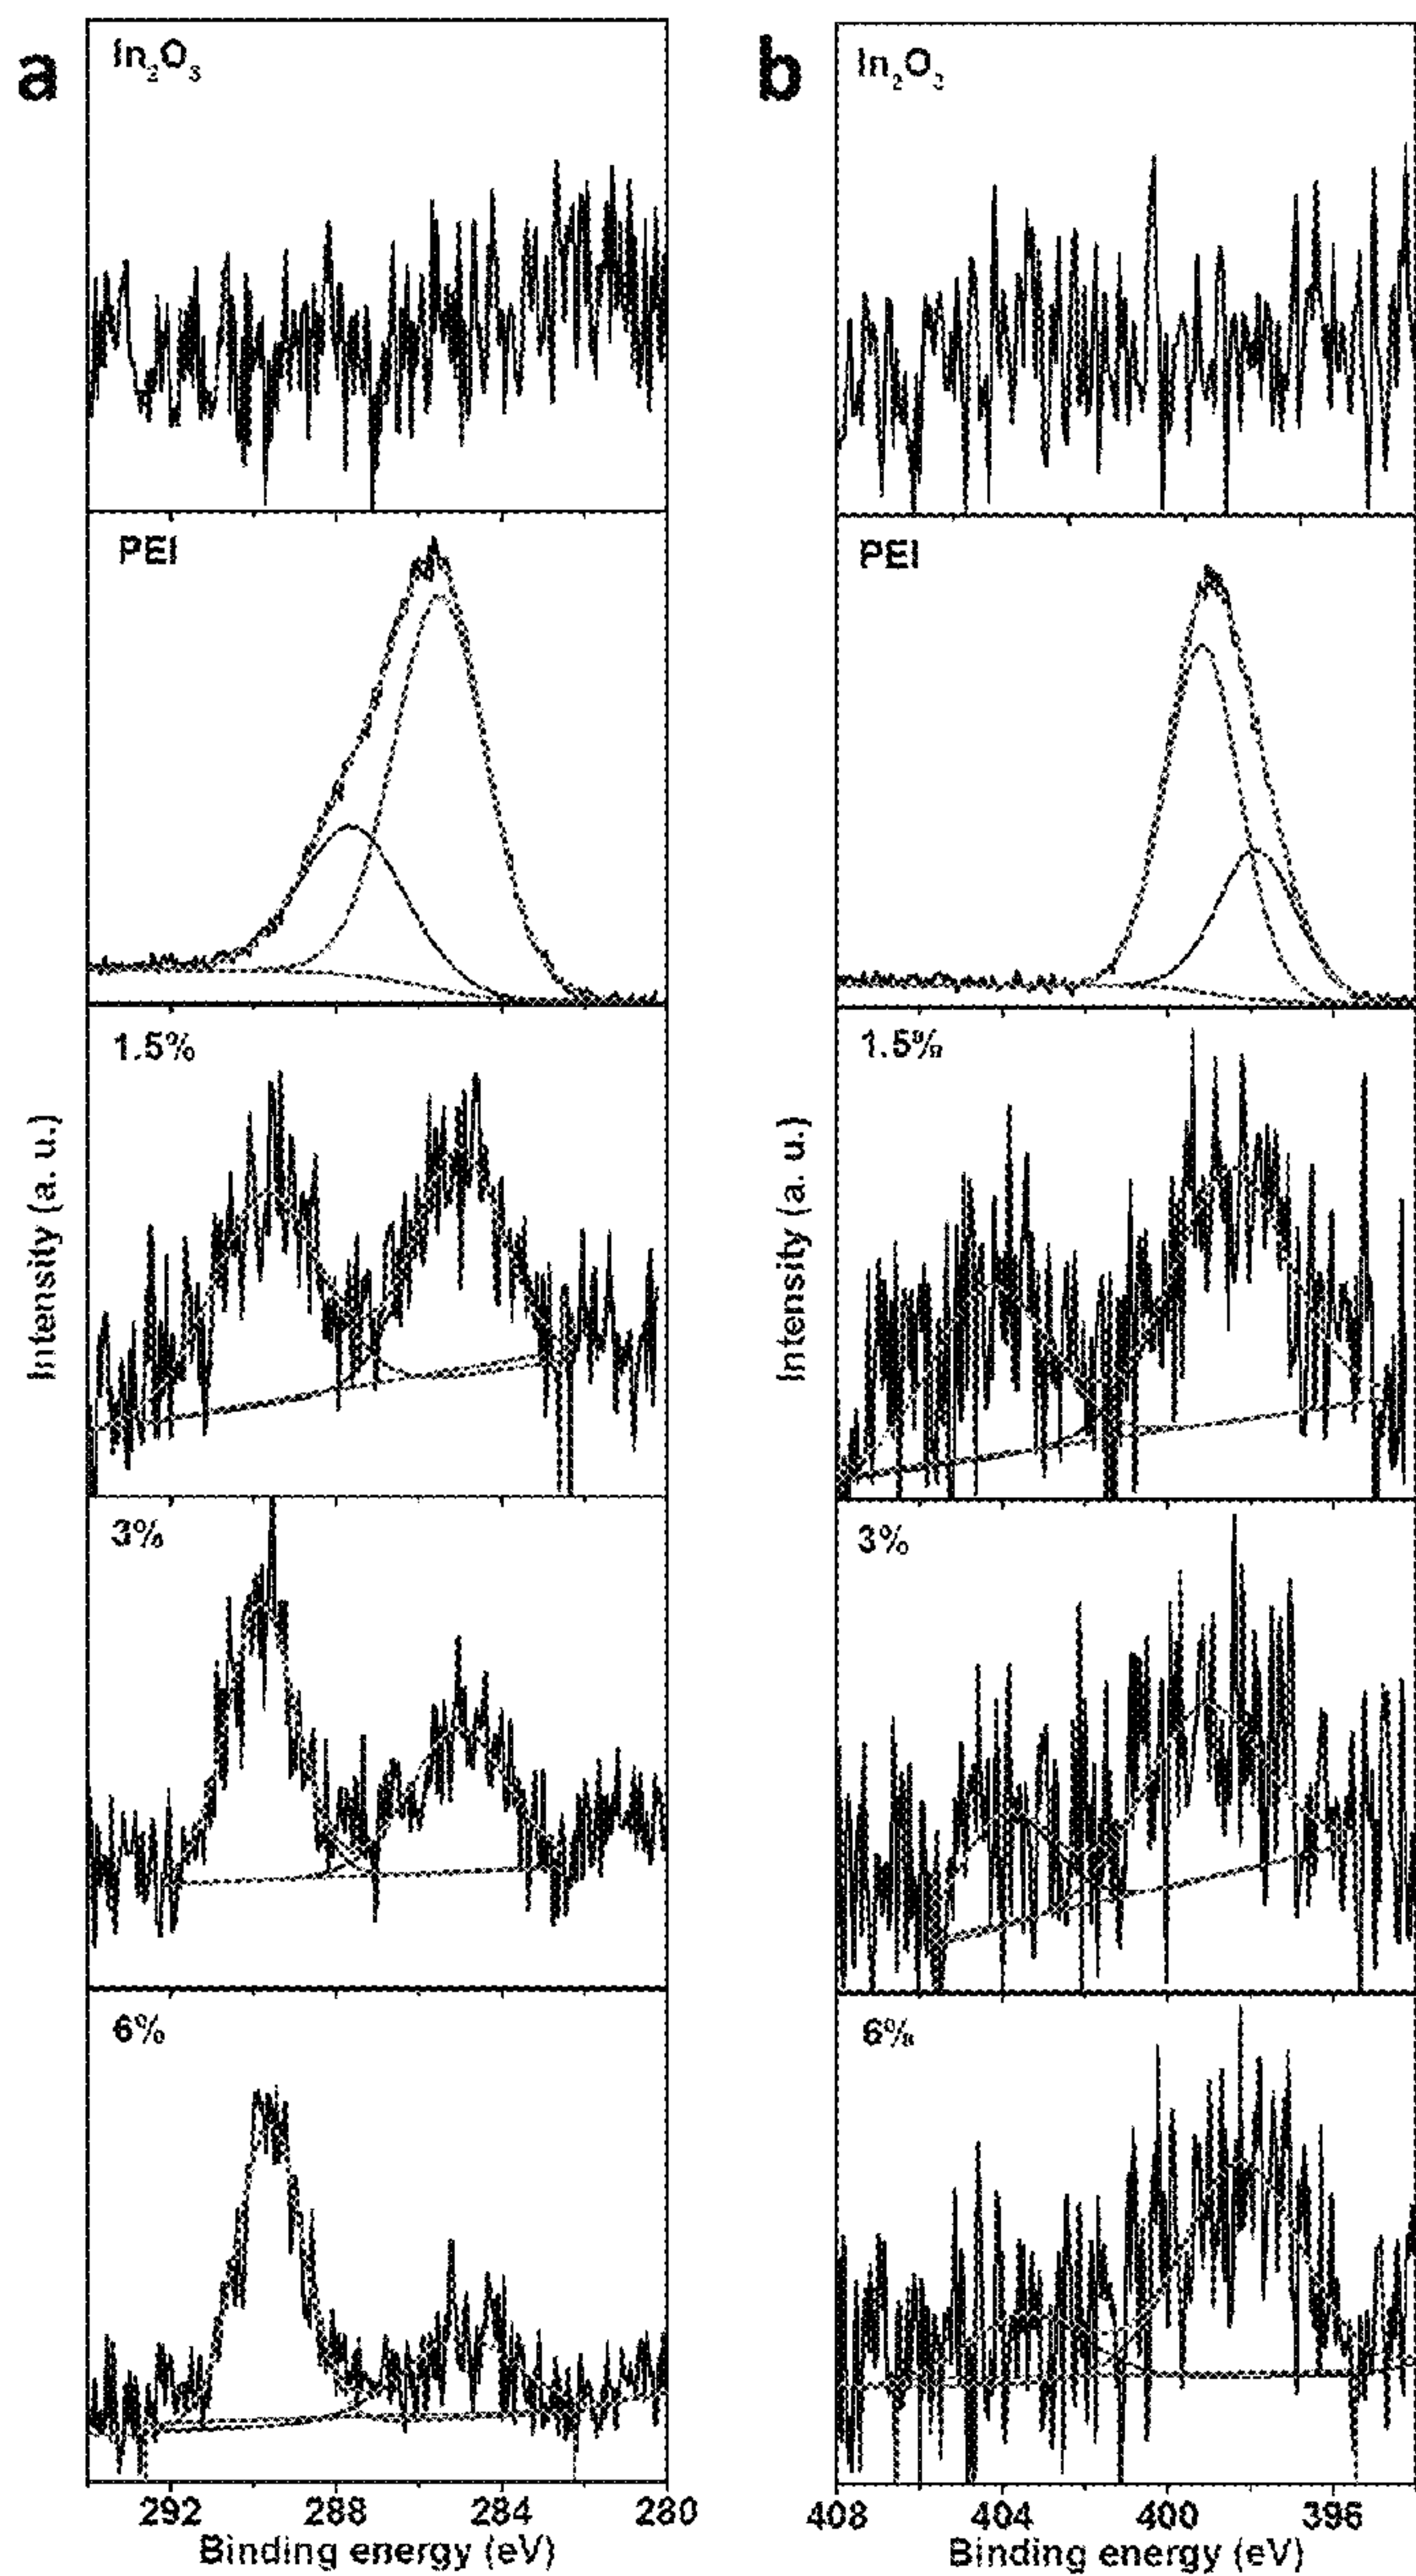 a
In₂O₃
PEI
1.5%
3%
6%
Intensity (a. u.)
292 288 284 280
Binding energy (eV)
b
In₂O₃
PEI
1.5%
3%
6%
Intensity (a. u.)
408 404 400 396
Binding energy (eV)